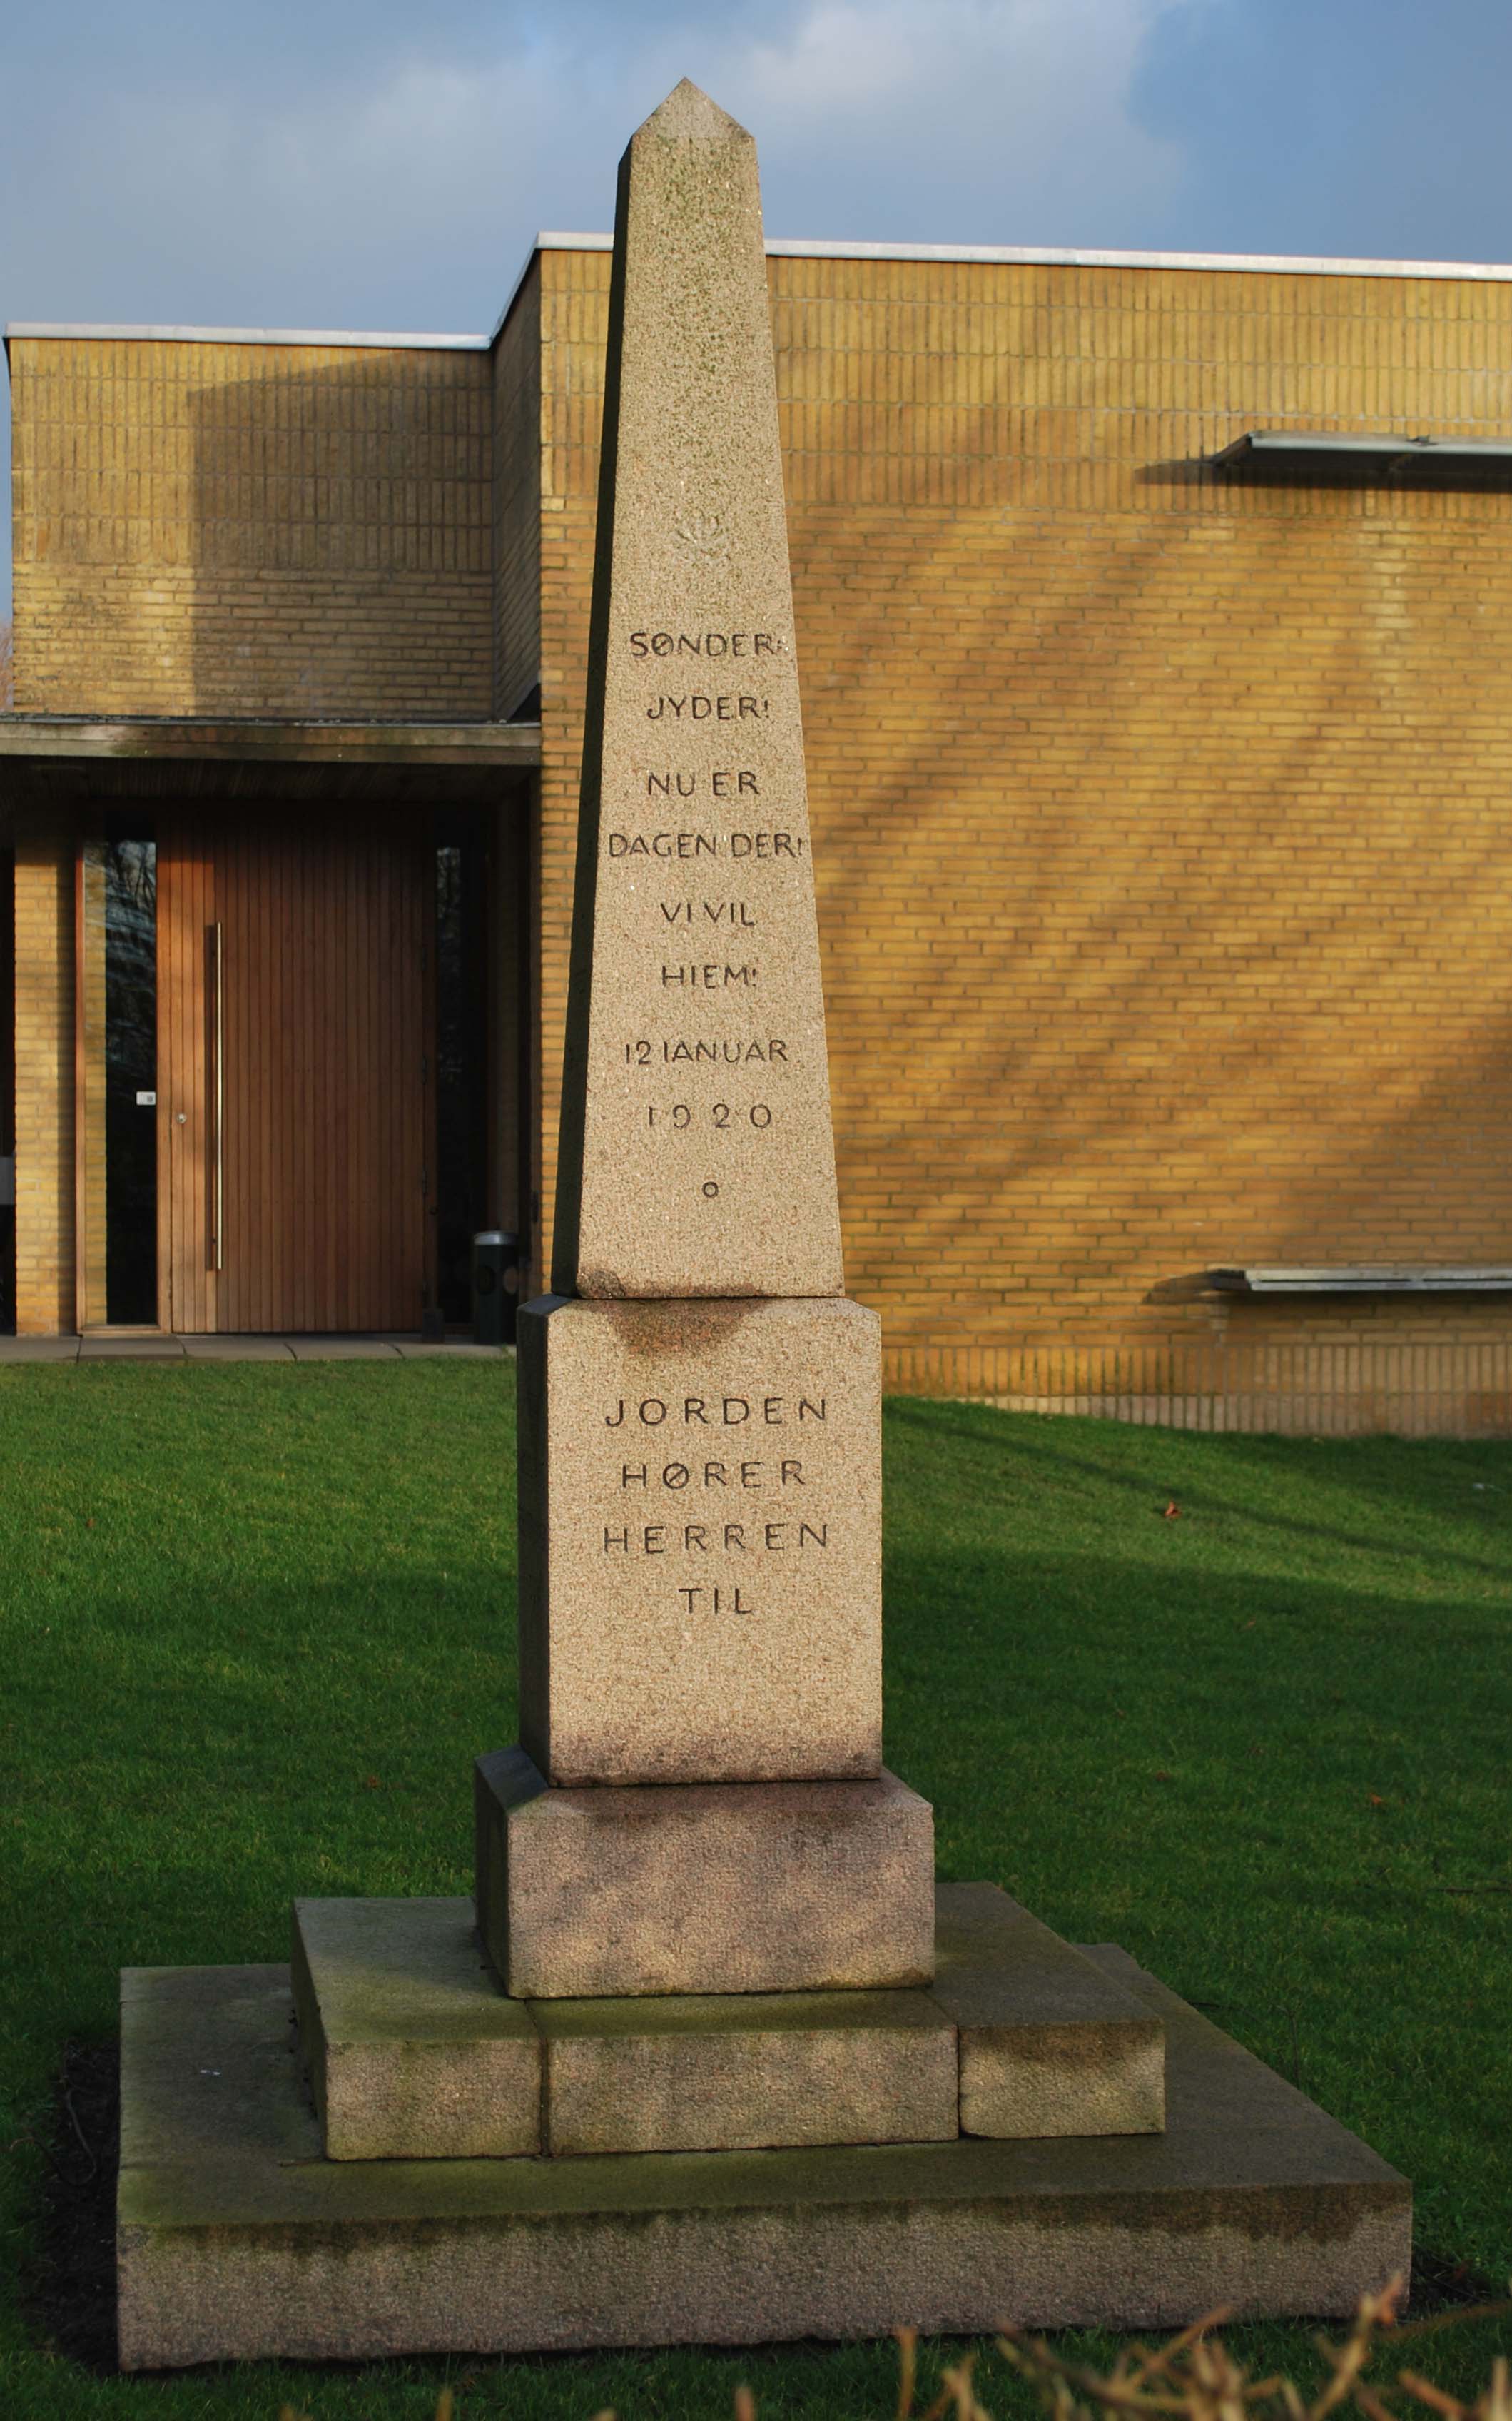 SØNDER:
JYDER!
NU ER
DAGEN DER!
VI VIL
HIEM!
12 IANUAR
1920
JORDEN
HØRER
HERREN
TIL